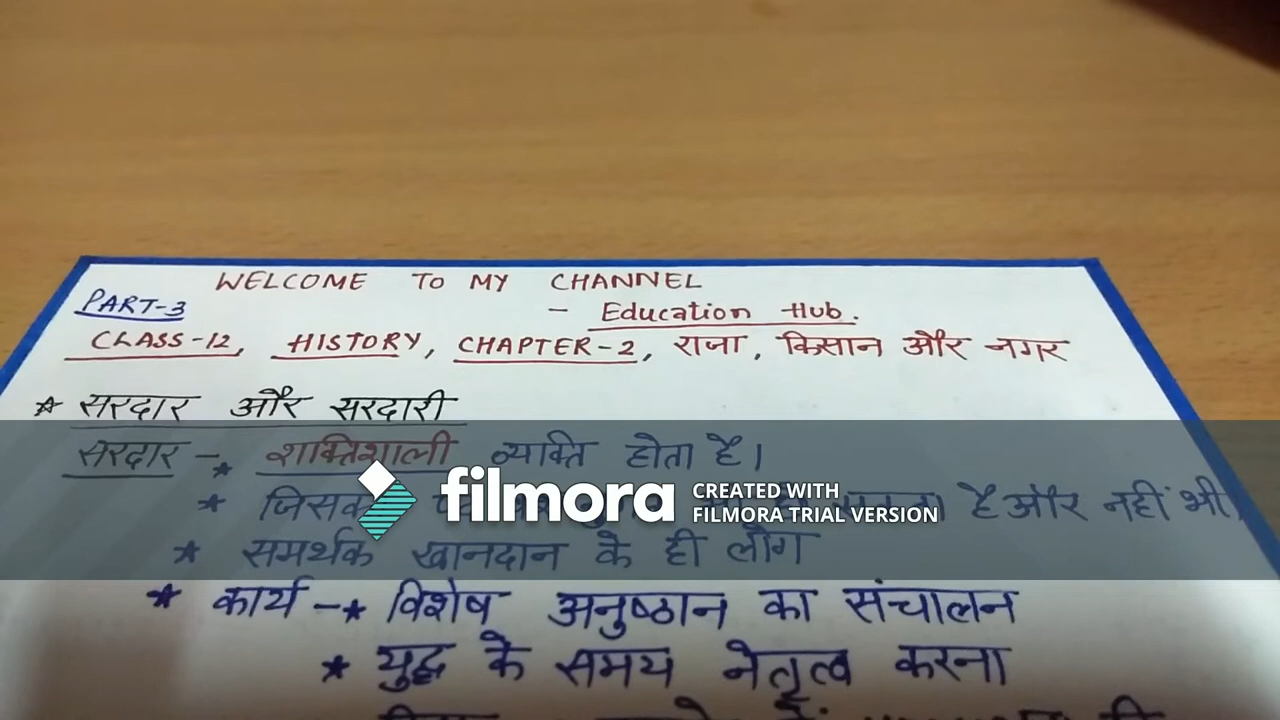 WELCOME TO MY CHANNEL
PART-3
- Education Hub.
CLASS-12, HISTORY, CHAPTER-2, राजा, किसान और नगर
* सरदार और सरदारी
सरदार - * शक्तिशाली व्यक्ति होता है।
* है और नहीं भी
* समर्थक खानदान के ही लोग
* कार्य - * विशेष अनुष्ठान का संचालन
* युद्ध के समय नेतृत्व करना
filmora
CREATED WITH
FILMORA TRIAL VERSION